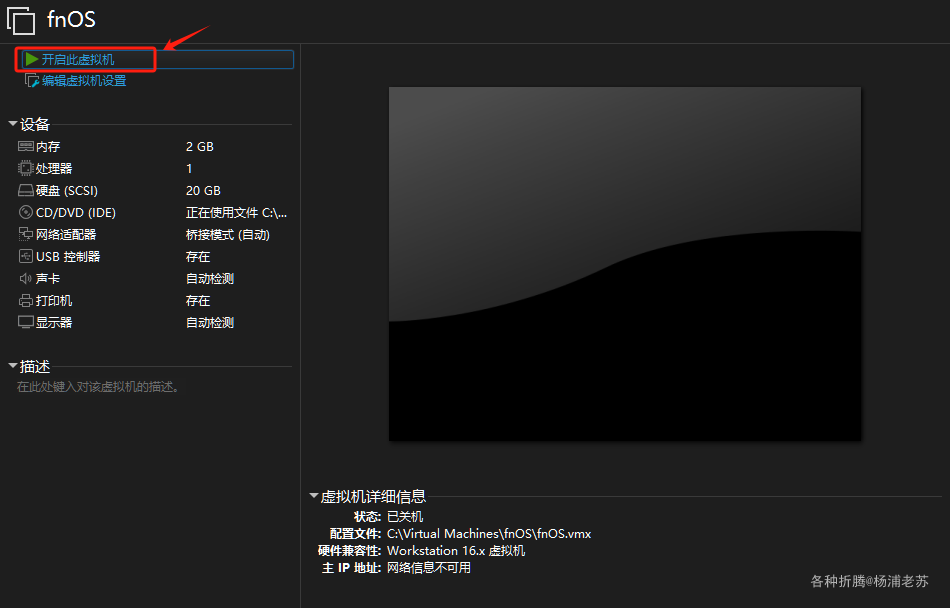 fnOS
开启此虚拟机
编辑虚拟机设置
设备
内存 2 GB
处理器 1
硬盘 (SCSI) 20 GB
CD/DVD (IDE) 正在使用文件 C:\...
网络适配器 桥接模式 (自动)
USB 控制器 存在
声卡 自动检测
打印机 存在
显示器 自动检测
描述
在此处键入对该虚拟机的描述。
虚拟机详细信息
状态: 已关机
配置文件: C:\Virtual Machines\fnOS\fnOS.vmx
硬件兼容性: Workstation 16.x 虚拟机
主 IP 地址: 网络信息不可用
各种折腾@杨浦老苏